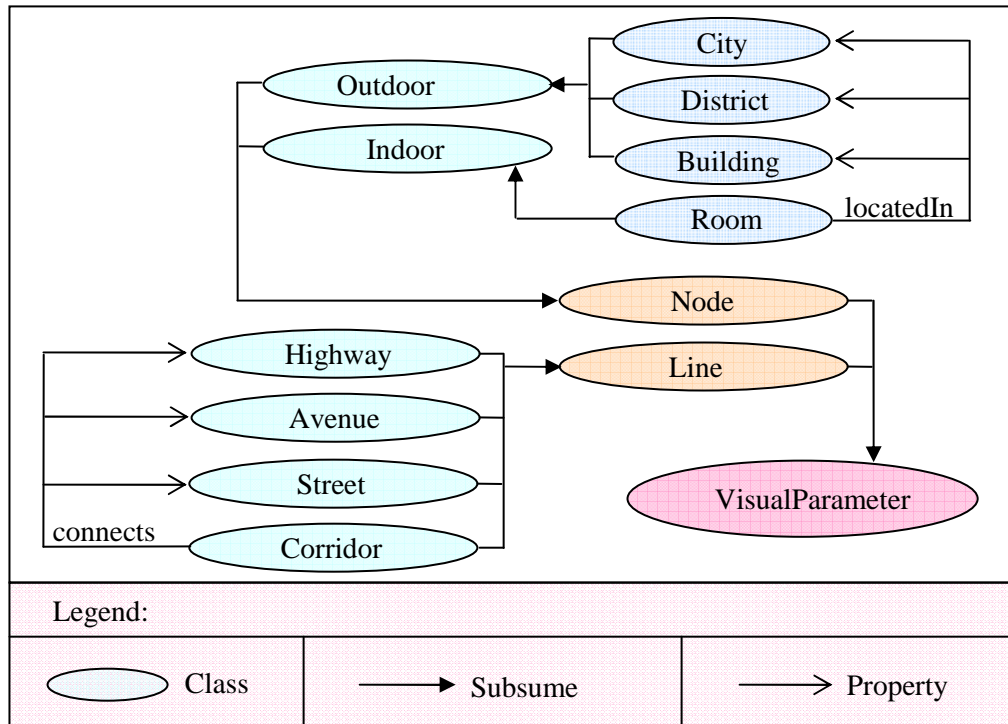 City
Outdoor
District
Indoor
Building
Room
locatedIn
Node
Highway
Line
Avenue
Street
VisualParameter
connects
Corridor
Legend:
Class
Subsume
Property